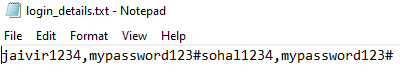 login_details.txt - Notepad
File Edit Format View Help
jaivir1234,mypassword123#sohal1234,mypassword123#